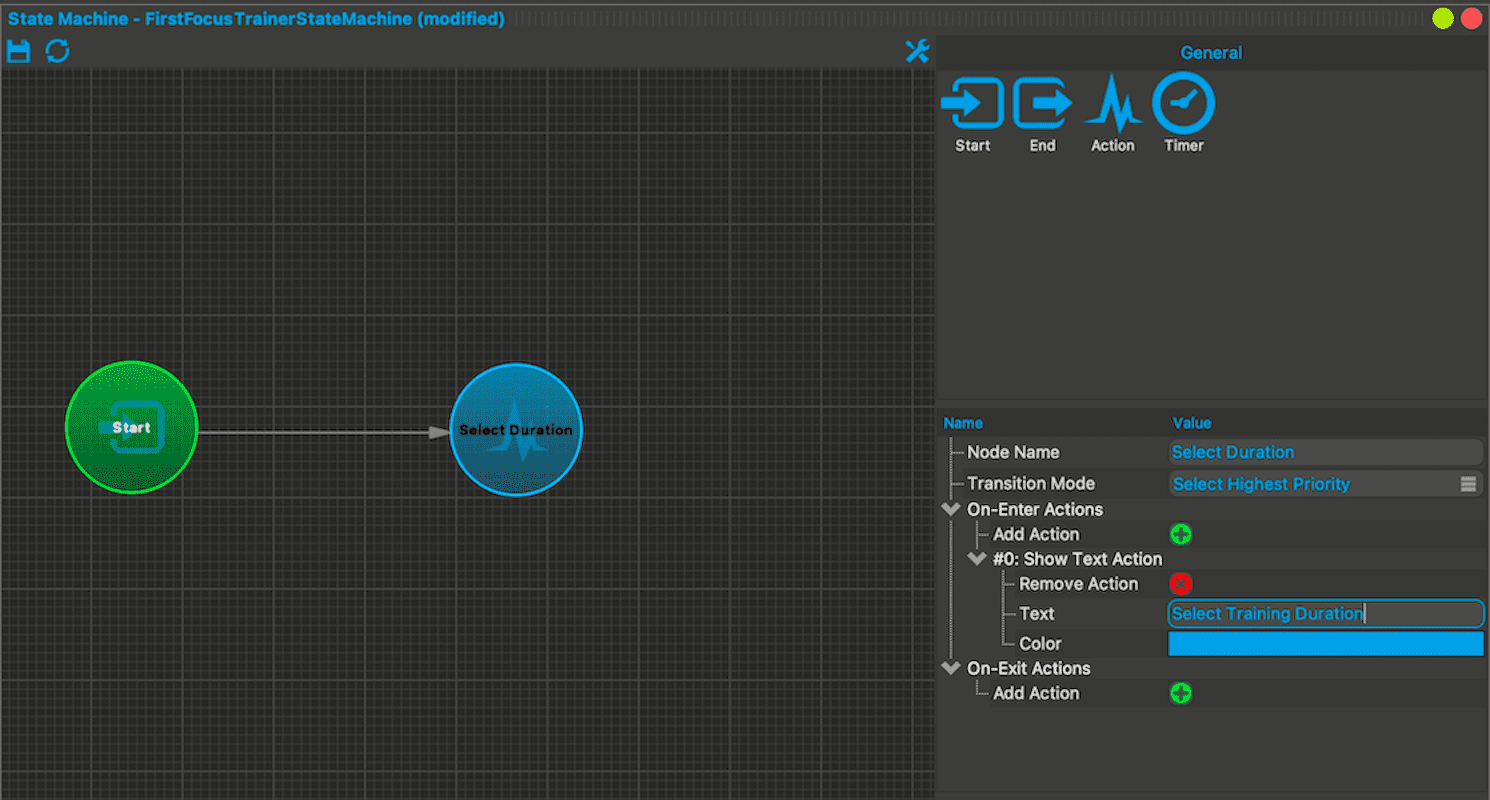 State Machine - FirstFocusTrainerStateMachine (modified)
General
Start End Action Timer
Start
Select Duration
Name Value
Node Name Select Duration
Transition Mode Select Highest Priority
On-Enter Actions
Add Action
#0: Show Text Action
Remove Action
Text Select Training Duration
Color
On-Exit Actions
Add Action